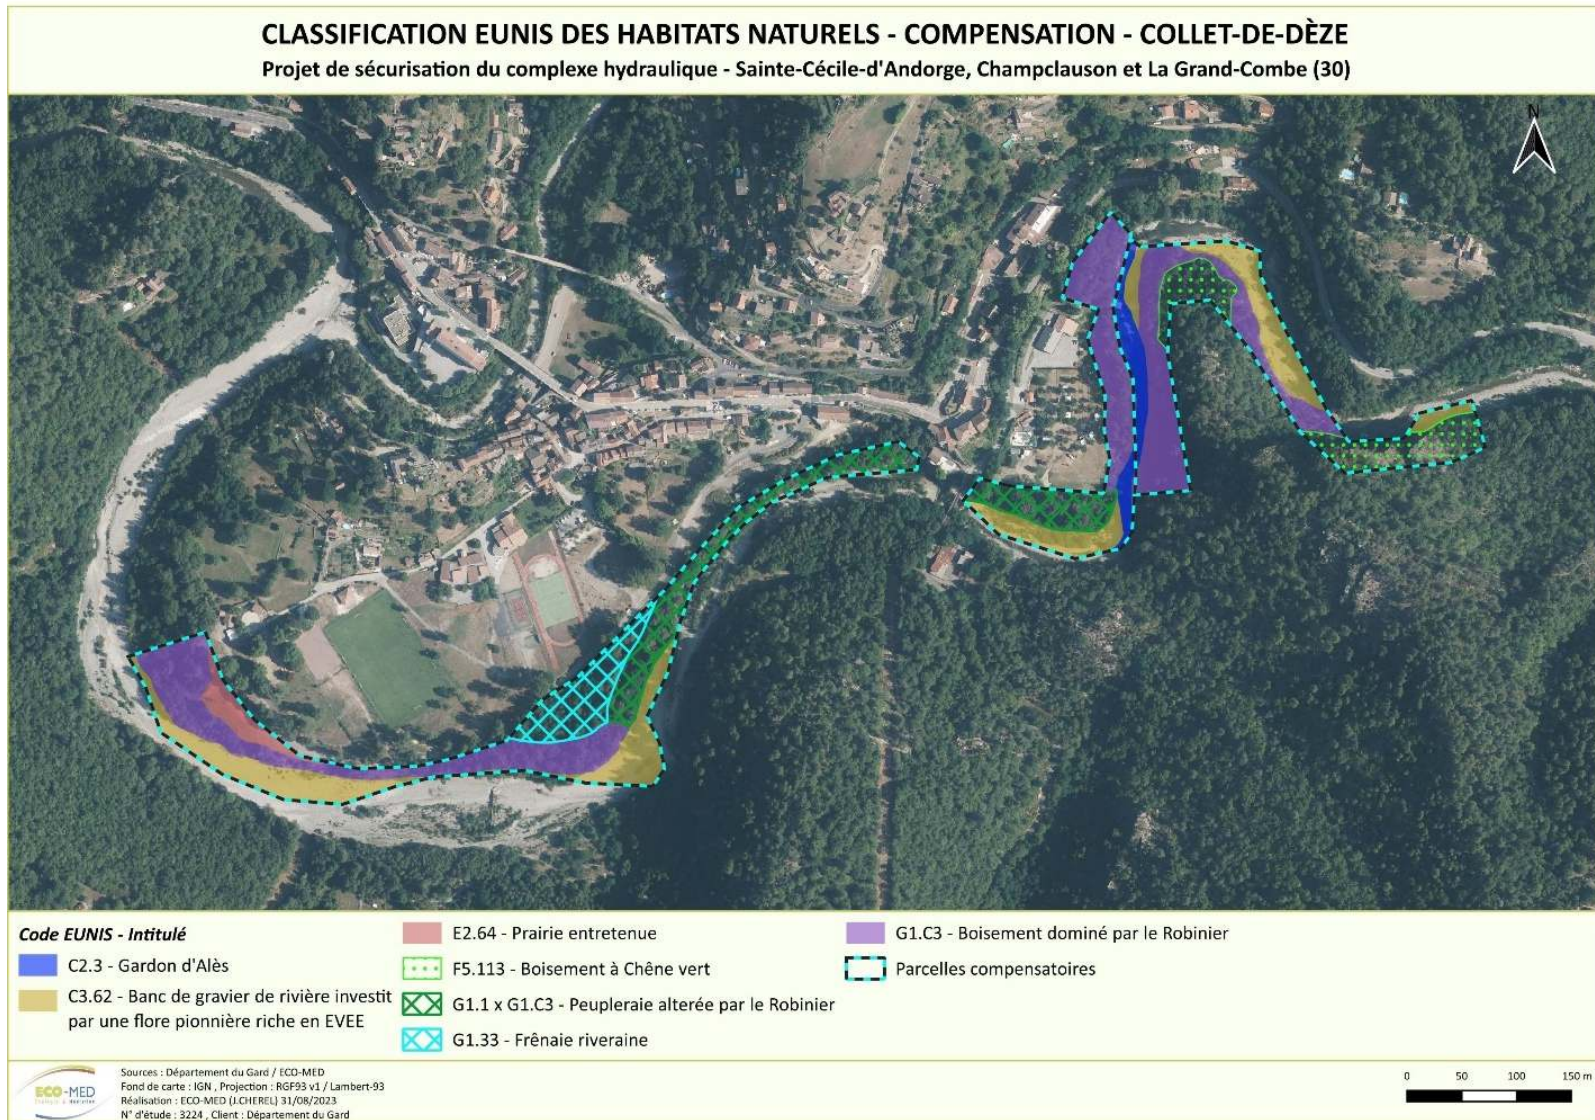 CLASSIFICATION EUNIS DES HABITATS NATURELS - COMPENSATION - COLLET-DE-DÈZE
Projet de sécurisation du complexe hydraulique - Sainte-Cécile-d'Andorge, Champclauson et La Grand-Combe (30)
N
Code EUNIS - Intitulé
C2.3 - Gardon d'Alès
C3.62 - Banc de gravier de rivière investit
par une flore pionnière riche en EVEE
E2.64 - Prairie entretenue
F5.113 - Boisement à Chêne vert
G1.1 x G1.C3 - Peupleraie alterée par le Robinier
G1.33 - Frênaie riveraine
G1.C3 - Boisement dominé par le Robinier
Parcelles compensatoires
ECO-MED
Sources : Département du Gard / ECO-MED
Fond de carte : IGN , Projection : RGF93 v1 / Lambert-93
Réalisation : ECO-MED (J.CHEREL) 31/08/2023
N° d'étude : 3224 , Client : Département du Gard
0 50 100 150 m